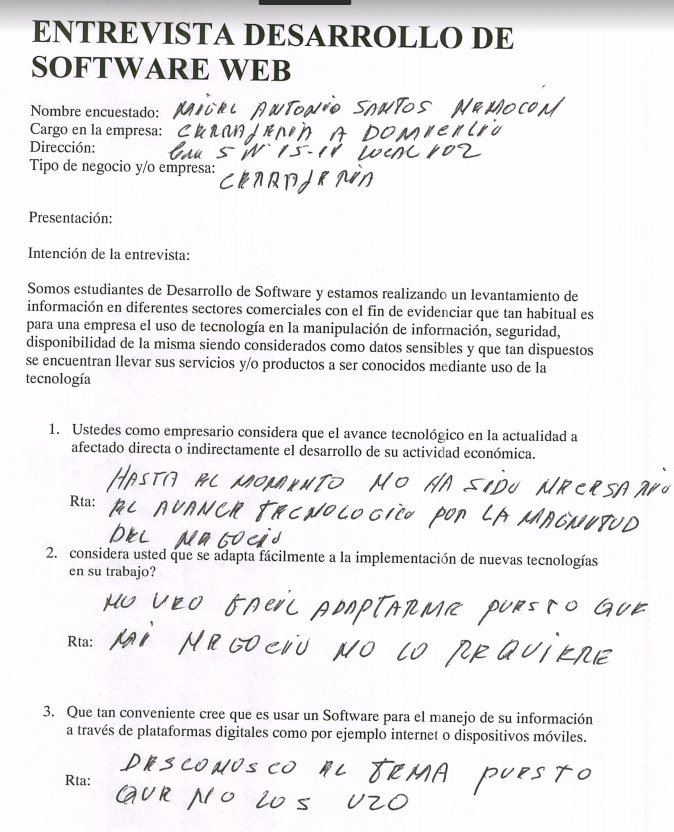 ENTREVISTA DESARROLLO DE
SOFTWARE WEB
Nombre encuestado: MIGEL ANTONIO SANTOS NEMOCON
Cargo en la empresa: CERRAJERIA A DOMICILIO
Dirección: Cra 5 N 15-11 LOCAL 102
Tipo de negocio y/o empresa: CERRAJERIA
Presentación:
Intención de la entrevista:
Somos estudiantes de Desarrollo de Software y estamos realizando un levantamiento de
información en diferentes sectores comerciales con el fin de evidenciar que tan habitual es
para una empresa el uso de tecnología en la manipulación de información, seguridad,
disponibilidad de la misma siendo considerados como datos sensibles y que tan dispuestos
se encuentran llevar sus servicios y/o productos a ser conocidos mediante uso de la
tecnología
1. Ustedes como empresario considera que el avance tecnológico en la actualidad a
afectado directa o indirectamente el desarrollo de su actividad económica.
HASTA EL MOMENTO NO HA SIDO NECERSARIO
Rta: EL AVANCE TECNOLOGICO POR LA MAGNITUD
DEL NEGOCIO
2. considera usted que se adapta fácilmente a la implementación de nuevas tecnologías
en su trabajo?
NO VEO FACIL ADAPTARME PUESTO QUE
Rta: MI NEGOCIO NO LO REQUIERE
3. Que tan conveniente cree que es usar un Software para el manejo de su información
a través de plataformas digitales como por ejemplo internet o dispositivos móviles.
DESCONOSCO EL TEMA PUESTO
Rta: QUE NO LOS UZO